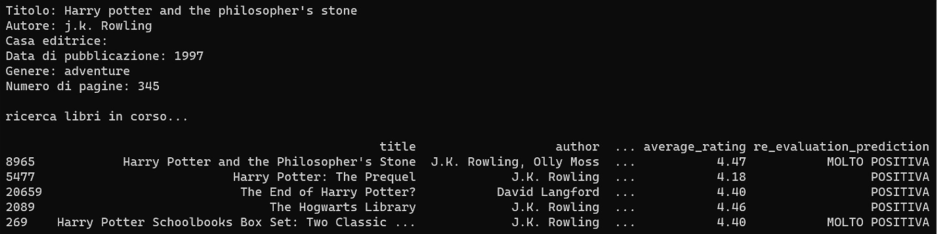 Titolo: Harry potter and the philosopher's stone
Autore: j.k. Rowling
Casa editrice:
Data di pubblicazione: 1997
Genere: adventure
Numero di pagine: 345
ricerca libri in corso...
title author ... average_rating re_evaluation_prediction
8965 Harry Potter and the Philosopher's Stone J.K. Rowling, Olly Moss ... 4.47 MOLTO POSITIVA
5477 Harry Potter: The Prequel J.K. Rowling ... 4.18 POSITIVA
20659 The End of Harry Potter? David Langford ... 4.40 POSITIVA
2089 The Hogwarts Library J.K. Rowling ... 4.46 POSITIVA
269 Harry Potter Schoolbooks Box Set: Two Classic ... J.K. Rowling ... 4.40 MOLTO POSITIVA